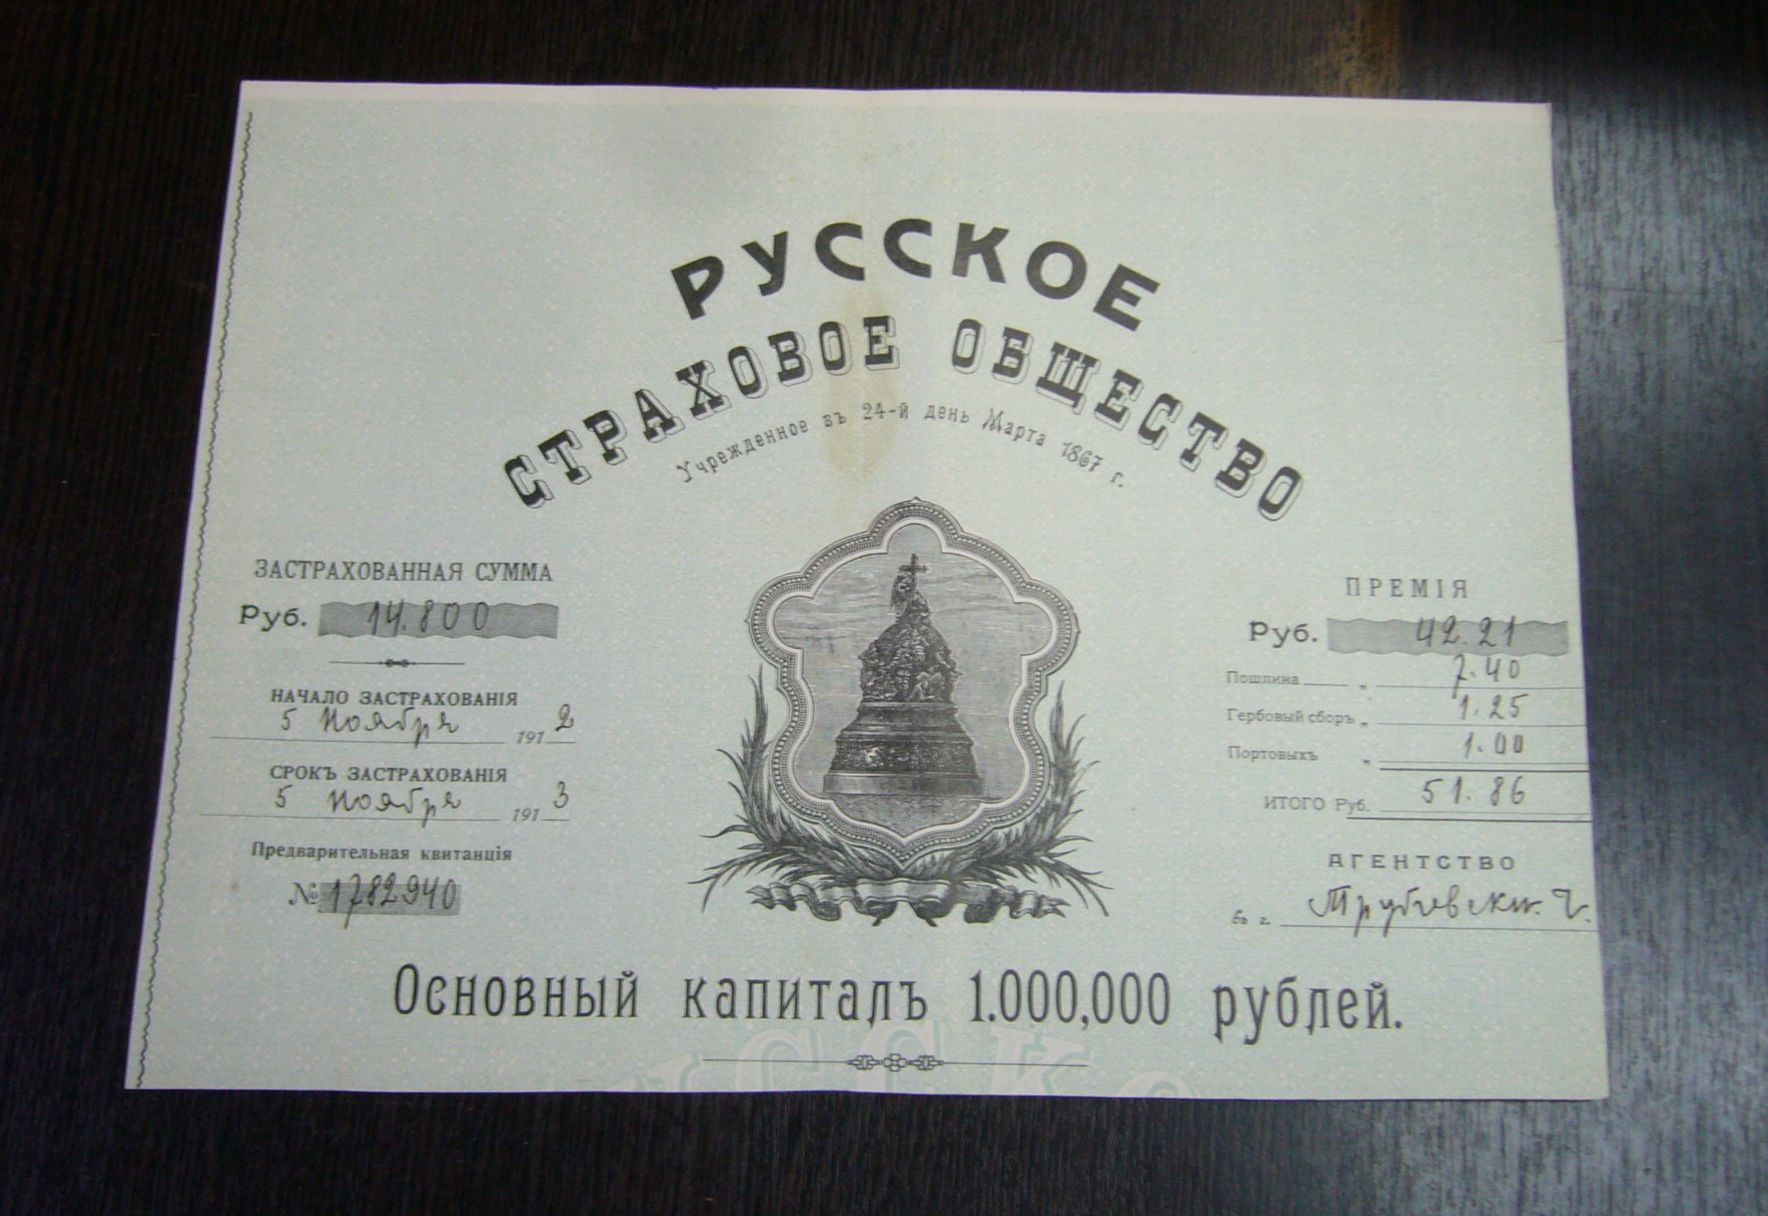 РУССКОЕ
СТРАХОВОЕ ОБЩЕСТВО
Учрежденное въ 24-й день Марта 1867 г.
ЗАСТРАХОВАННАЯ СУММА
Руб. 14.800
НАЧАЛО ЗАСТРАХОВАНІЯ
5 Ноября 1912
СРОКЪ ЗАСТРАХОВАНІЯ
5 Ноября 1913
Предварительная квитанція
№ 1782940
ПРЕМІЯ
Руб. 42.21
Пошлина „ 7.40
Гербовый сборъ „ 1.25
Портовыхъ „ 1.00
ИТОГО Руб. 51.86
АГЕНТСТВО
въ г.
Основный капиталъ 1.000,000 рублей.